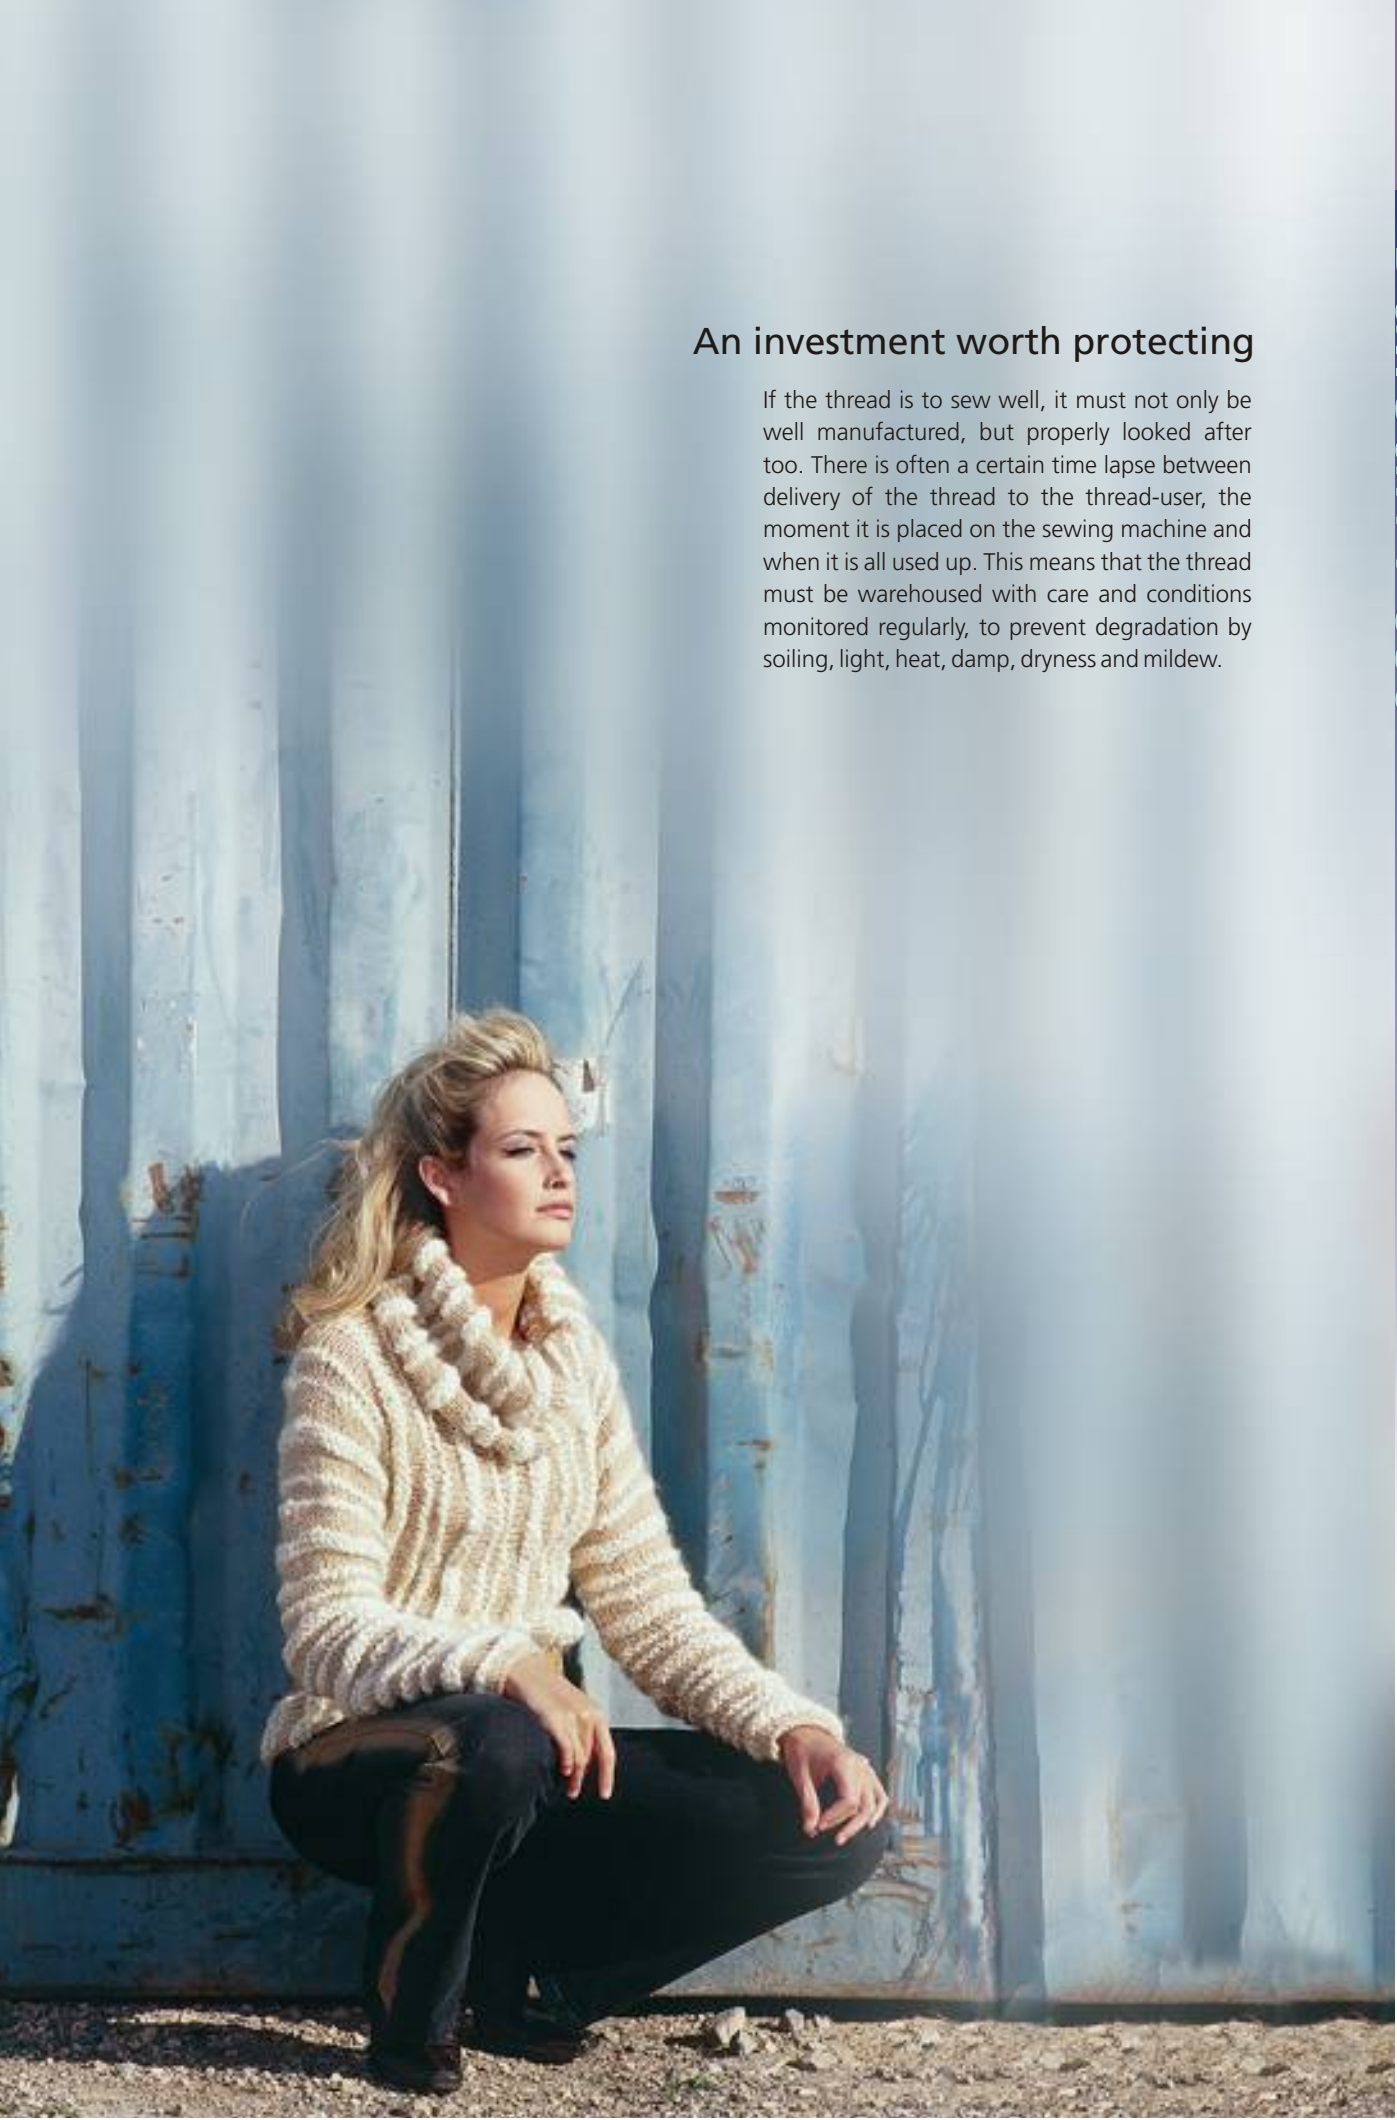 An investment worth protecting
If the thread is to sew well, it must not only be
well manufactured, but properly looked after
too. There is often a certain time lapse between
delivery of the thread to the thread-user, the
moment it is placed on the sewing machine and
when it is all used up. This means that the thread
must be warehoused with care and conditions
monitored regularly, to prevent degradation by
soiling, light, heat, damp, dryness and mildew.